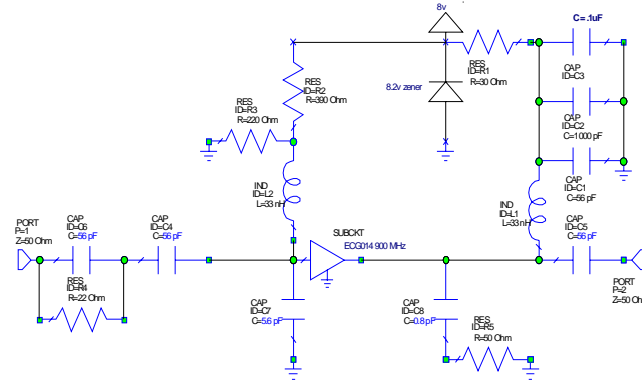 8v
C=.1uF
RES
ID=R1
R=30 Ohm
CAP
ID=C3
RES
ID=R2
R=390 Ohm
8.2v zener
RES
ID=R3
R=220 Ohm
CAP
ID=C2
C=1000 pF
CAP
ID=C1
C=56 pF
IND
ID=L2
L=33 nH
IND
ID=L1
L=33 nH
PORT
P=1
Z=50 Ohm
CAP
ID=C6
C=56 pF
CAP
ID=C4
C=56 pF
SUBCKT
ECG014 900 MHz
CAP
ID=C5
C=56 pF
RES
ID=R4
R=22 Ohm
CAP
ID=C7
C=5.6 pF
CAP
ID=C8
C=0.8 pF
RES
ID=R5
R=50 Ohm
PORT
P=2
Z=50 Oh